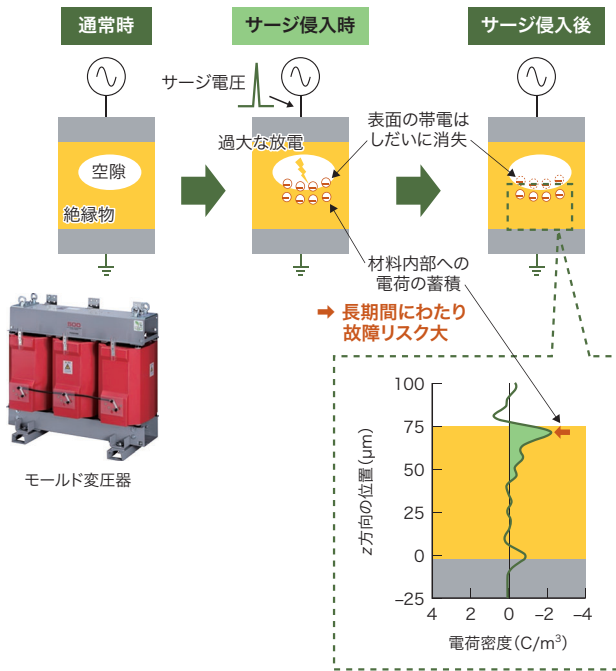 通常時
サージ侵入時
サージ侵入後
サージ電圧
過大な放電
表面の帯電は
しだいに消失
空隙
絶縁物
材料内部への
電荷の蓄積
➡ 長期間にわたり
故障リスク大
モールド変圧器
z方向の位置(μm)
100
75
50
25
0
−25
4
2
0
−2
−4
電荷密度(C/m³)